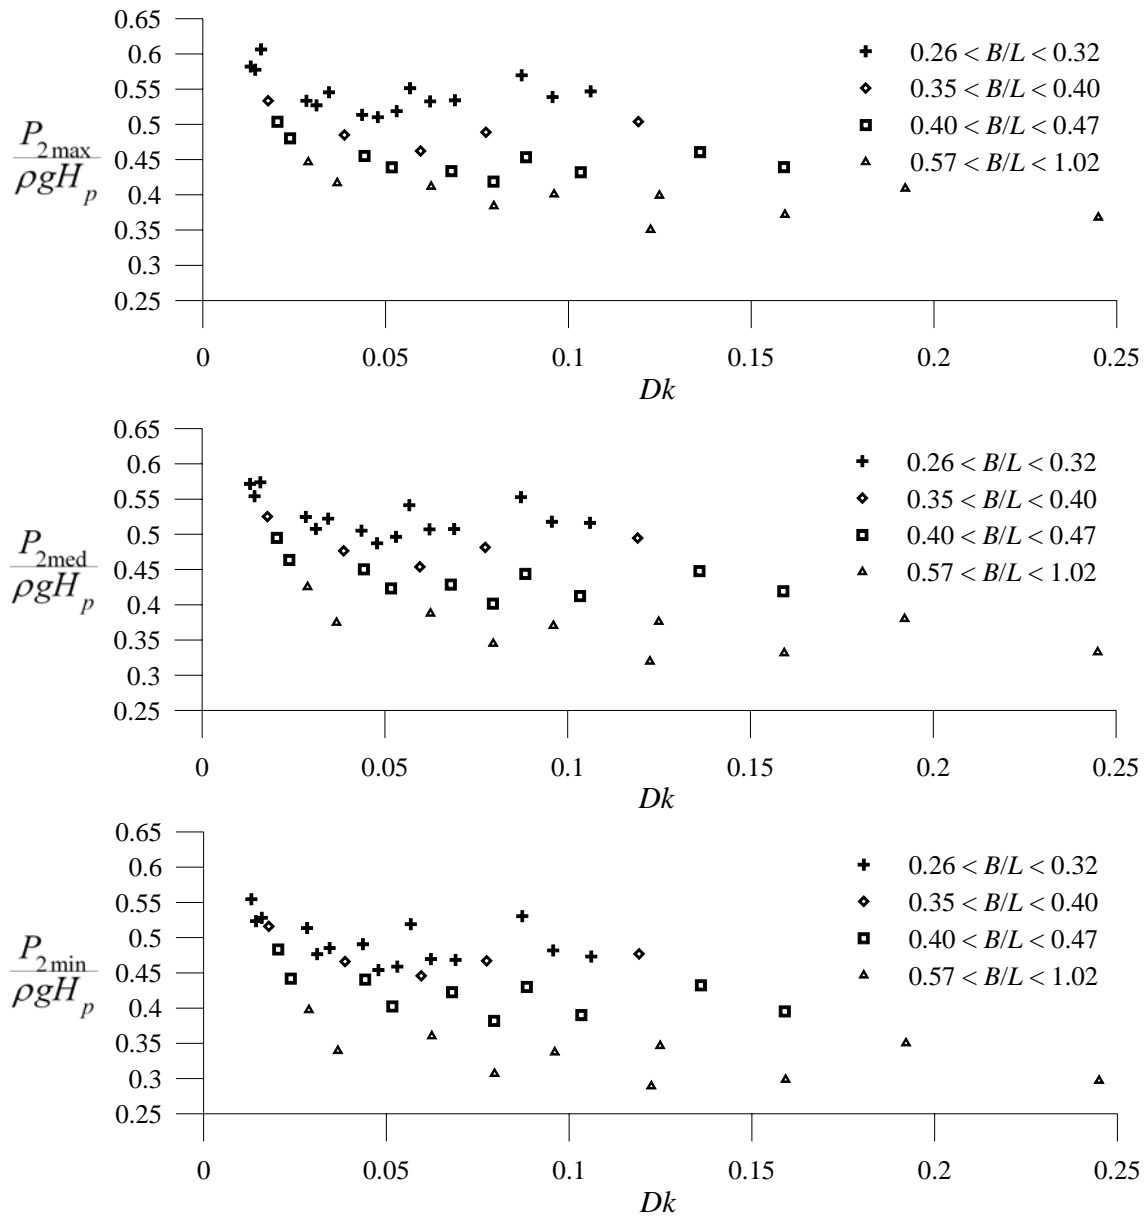 0.65
0.6
0.55
0.5
0.45
0.4
0.35
0.3
0.25
P2max
ρgHp
0.26 < B/L < 0.32
0.35 < B/L < 0.40
0.40 < B/L < 0.47
0.57 < B/L < 1.02
0 0.05 0.1 0.15 0.2 0.25
Dk
0.65
0.6
0.55
0.5
0.45
0.4
0.35
0.3
0.25
P2med
ρgHp
0.26 < B/L < 0.32
0.35 < B/L < 0.40
0.40 < B/L < 0.47
0.57 < B/L < 1.02
0 0.05 0.1 0.15 0.2 0.25
Dk
0.65
0.6
0.55
0.5
0.45
0.4
0.35
0.3
0.25
P2min
ρgHp
0.26 < B/L < 0.32
0.35 < B/L < 0.40
0.40 < B/L < 0.47
0.57 < B/L < 1.02
0 0.05 0.1 0.15 0.2 0.25
Dk